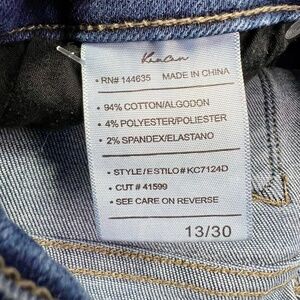 KanCan
• RN# 144635 MADE IN CHINA
• 94% COTTON/ALGODON
• 4% POLYESTER/POLIESTER
• 2% SPANDEX/ELASTANO
• STYLE/ESTILO#KC7124D
• CUT # 41599
• SEE CARE ON REVERSE
13/30